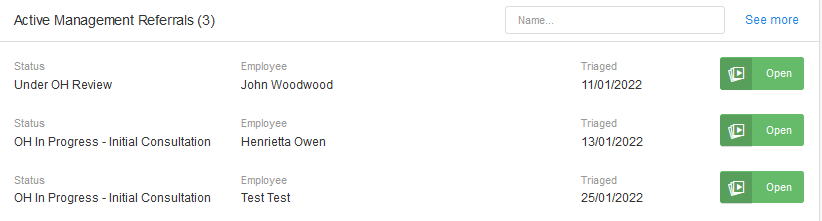 Active Management Referrals (3) Name... See more
Status Employee Triaged
Under OH Review John Woodwood 11/01/2022 Open
Status Employee Triaged
OH In Progress - Initial Consultation Henrietta Owen 13/01/2022 Open
Status Employee Triaged
OH In Progress - Initial Consultation Test Test 25/01/2022 Open